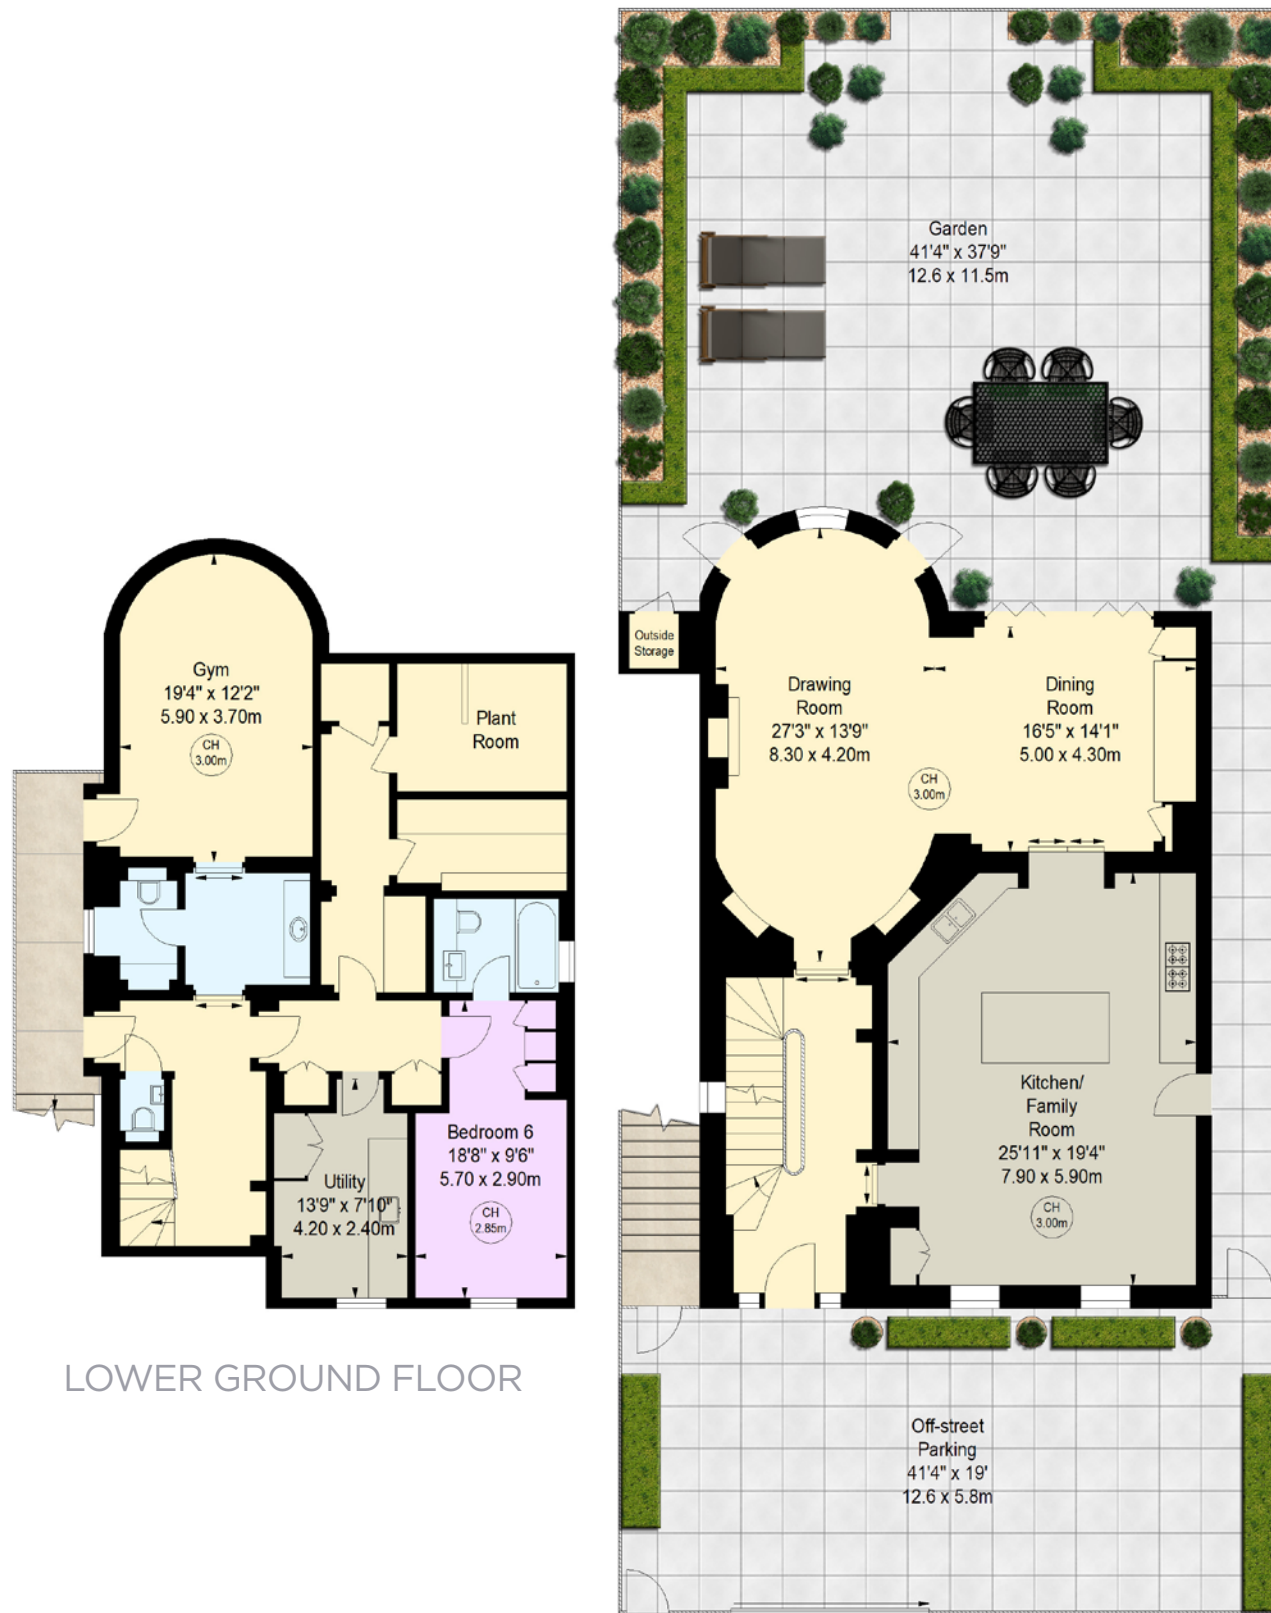 Garden
41'4" x 37'9"
12.6 x 11.5m
Outside
Storage
Drawing
Room
27'3" x 13'9"
8.30 x 4.20m
Dining
Room
16'5" x 14'1"
5.00 x 4.30m
CH
3.00m
Kitchen/
Family
Room
25'11" x 19'4"
7.90 x 5.90m
CH
3.00m
Off-street
Parking
41'4" x 19'
12.6 x 5.8m
Gym
19'4" x 12'2"
5.90 x 3.70m
CH
3.00m
Plant
Room
Bedroom 6
18'8" x 9'6"
5.70 x 2.90m
CH
2.85m
Utility
13'9" x 7'10"
4.20 x 2.40m
LOWER GROUND FLOOR